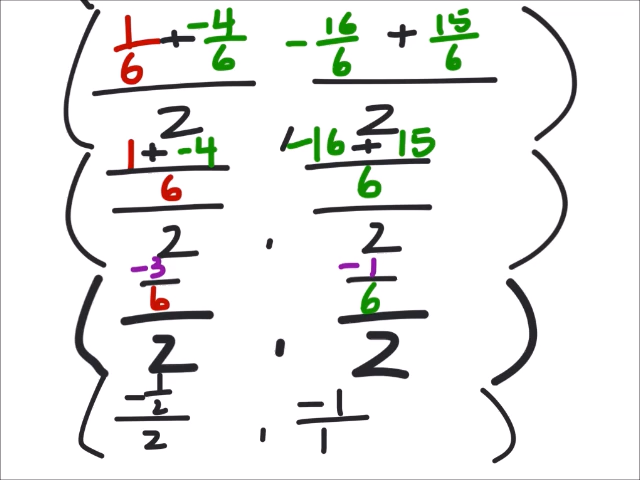 ( (1/6 + -4/6)/2 , (-16/6 + 15/6)/2 )
( ((1 + -4)/6)/2 , ((-16 + 15)/6)/2 )
( (-3/6)/2 , (-1/6)/2 )
( (-1/2)/2 , -1/1 )